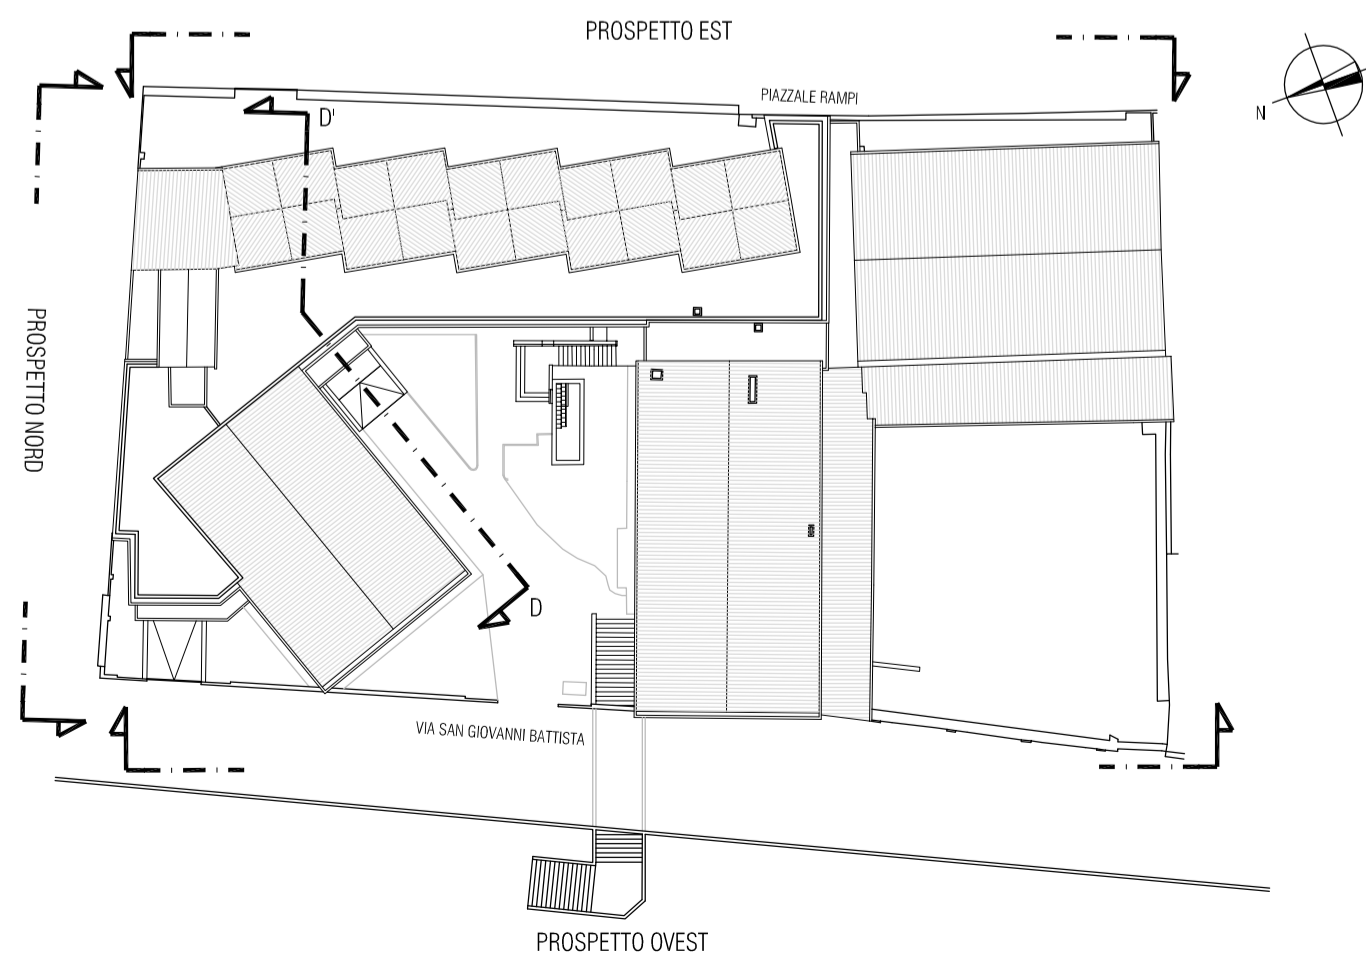 PROSPETTO EST
PIAZZALE RAMPI
N
D'
PROSPETTO NORD
D
VIA SAN GIOVANNI BATTISTA
PROSPETTO OVEST